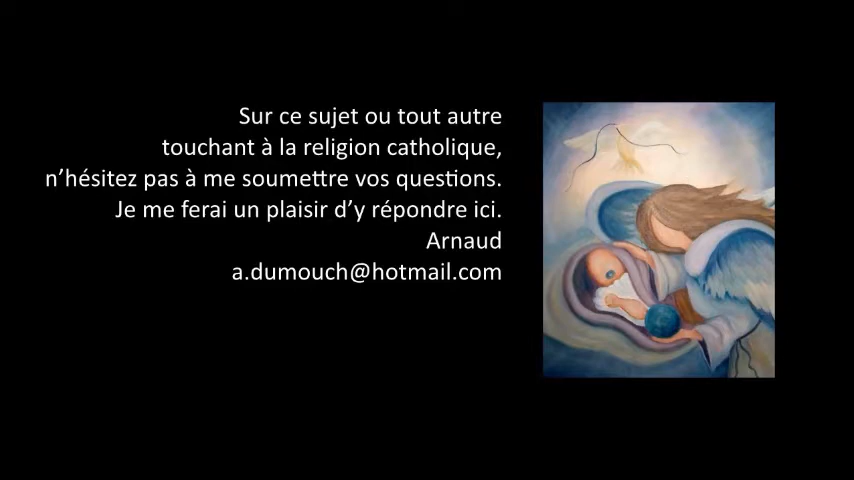 Sur ce sujet ou tout autre
touchant à la religion catholique,
n’hésitez pas à me soumettre vos questions.
Je me ferai un plaisir d’y répondre ici.
Arnaud
a.dumouch@hotmail.com